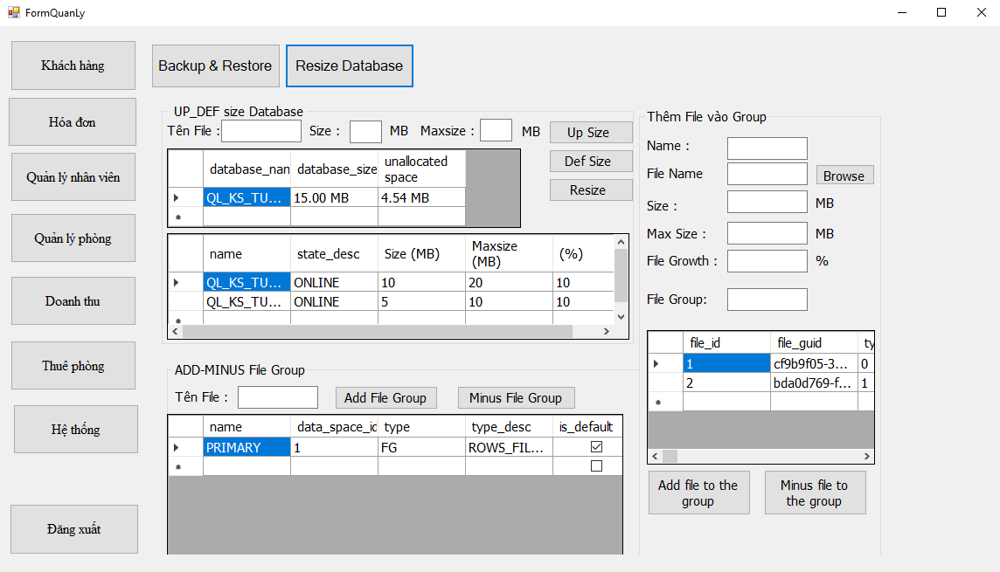 FormQuanLy
Khách hàng
Hóa đơn
Quản lý nhân viên
Quản lý phòng
Doanh thu
Thuê phòng
Hệ thống
Đăng xuất
Backup & Restore
Resize Database
UP_DEF size Database
Tên File :
Size :
MB
Maxsize :
MB
Up Size
Def Size
Resize
database_nan
database_size
unallocated
space
QL_KS_TU...
15.00 MB
4.54 MB
name
state_desc
Size (MB)
Maxsize
(MB)
(%)
QL_KS_TU...
ONLINE
10
20
10
QL_KS_TU...
ONLINE
5
10
10
ADD-MINUS File Group
Tên File :
Add File Group
Minus File Group
name
data_space_id
type
type_desc
is_default
PRIMARY
1
FG
ROWS_FIL...
Thêm File vào Group
Name :
File Name
Browse
Size :
MB
Max Size :
MB
File Growth :
%
File Group:
file_id
file_guid
ty
1
cf9b9f05-3...
0
2
bda0d769-f...
1
Add file to the
group
Minus file to
the group